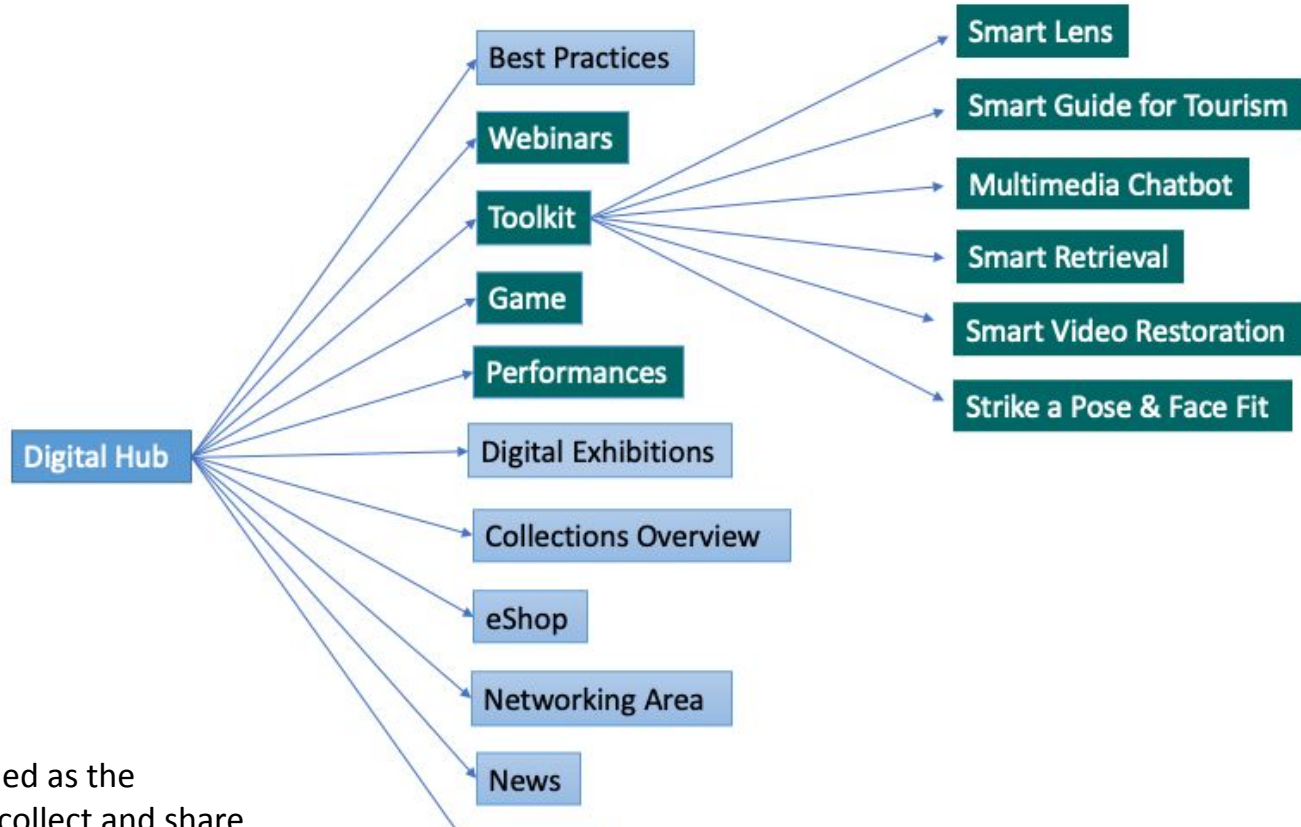 Digital Hub
Best Practices
Webinars
Toolkit
Game
Performances
Digital Exhibitions
Collections Overview
eShop
Networking Area
News
Smart Lens
Smart Guide for Tourism
Multimedia Chatbot
Smart Retrieval
Smart Video Restoration
Strike a Pose & Face Fit
ed as the
collect and share